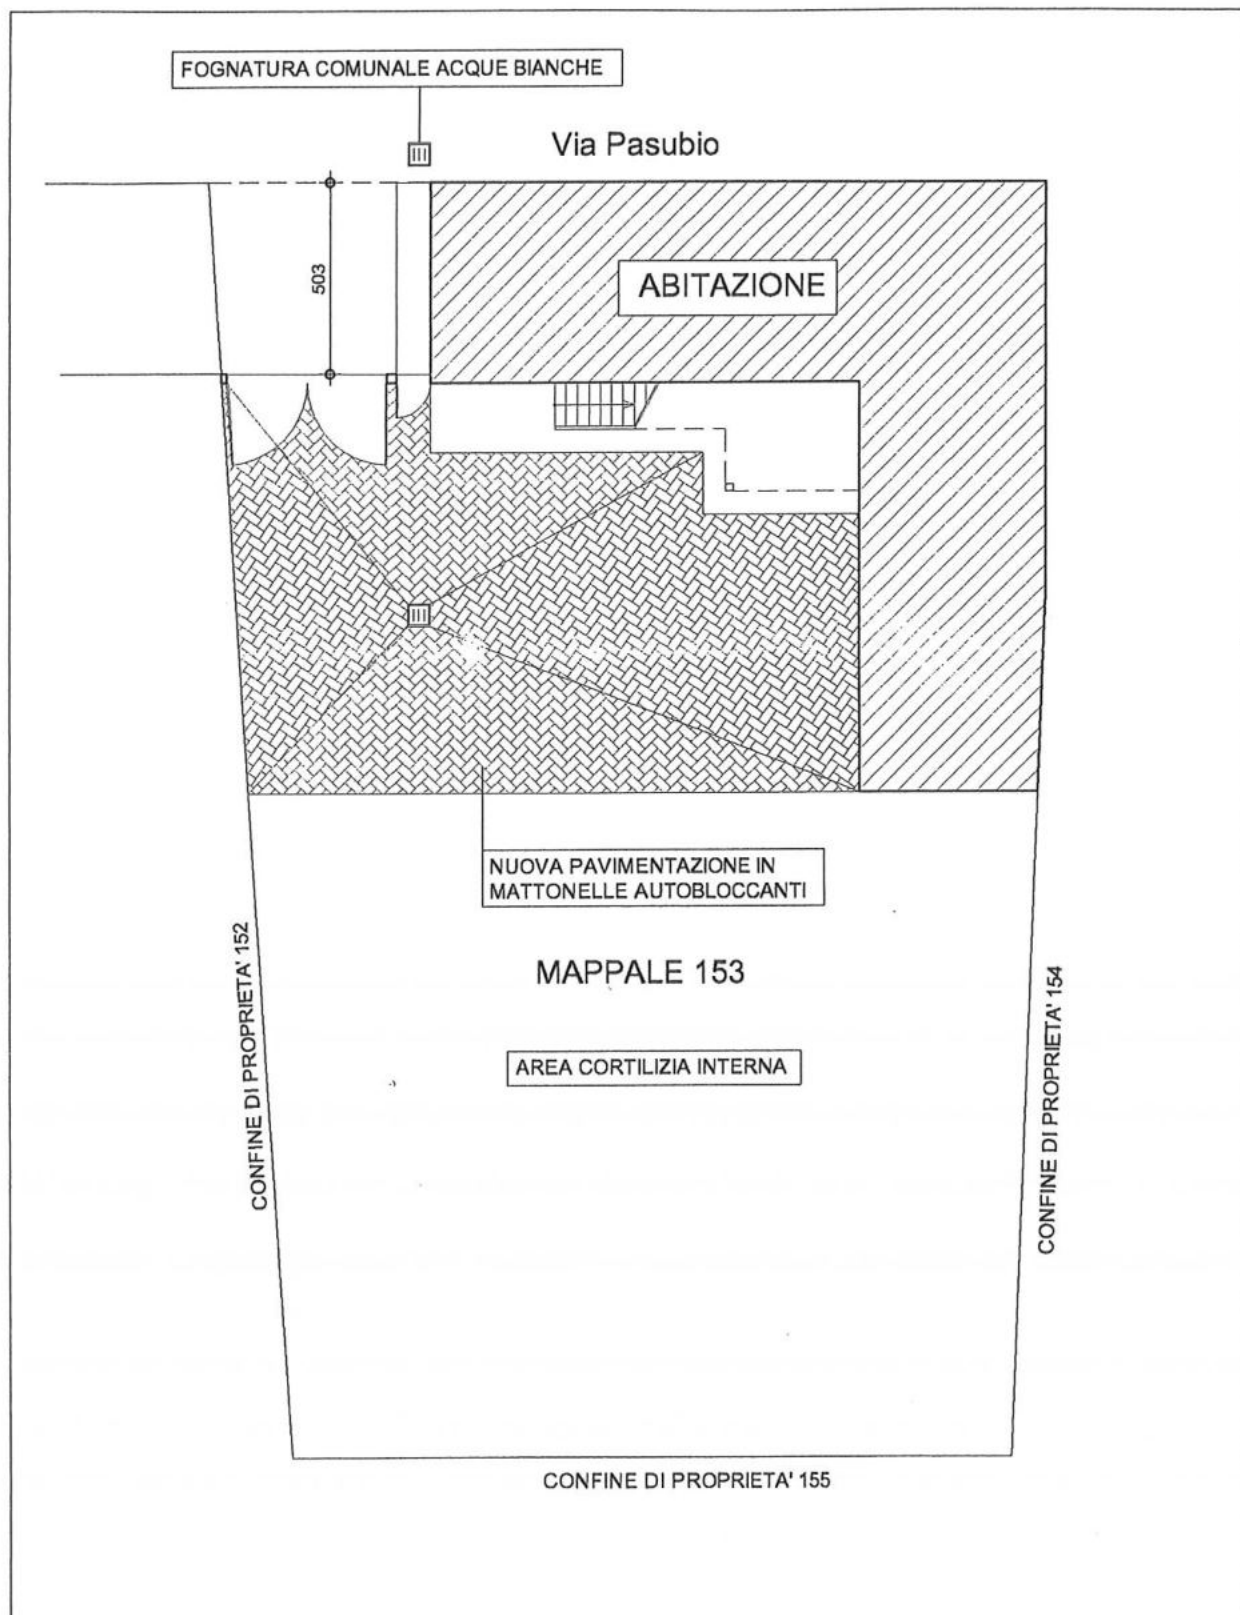 FOGNATURA COMUNALE ACQUE BIANCHE
Via Pasubio
503
ABITAZIONE
NUOVA PAVIMENTAZIONE IN
MATTONELLE AUTOBLOCCANTI
MAPPALE 153
AREA CORTILIZIA INTERNA
CONFINE DI PROPRIETA' 152
CONFINE DI PROPRIETA' 154
CONFINE DI PROPRIETA' 155